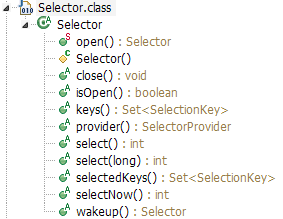 Selector.class
Selector
open() : Selector
Selector()
close() : void
isOpen() : boolean
keys() : Set<SelectionKey>
provider() : SelectorProvider
select() : int
select(long) : int
selectedKeys() : Set<SelectionKey>
selectNow() : int
wakeup() : Selector